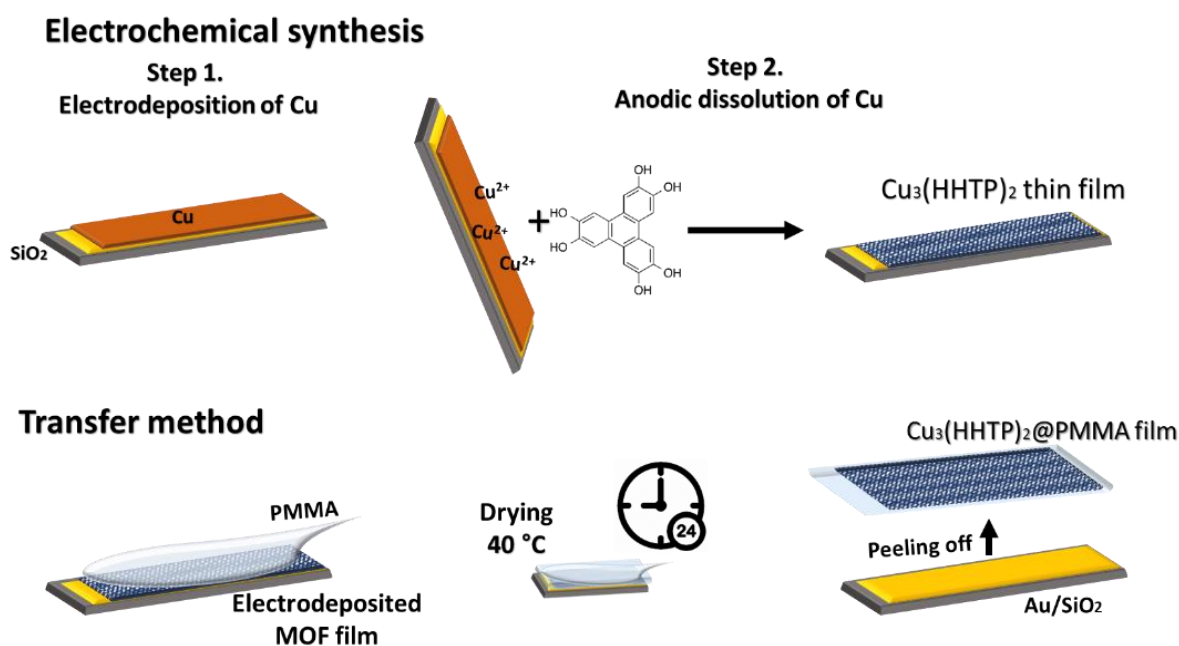 Electrochemical synthesis
Step 1.
Electrodeposition of Cu
Step 2.
Anodic dissolution of Cu
Cu
SiO₂
Cu²⁺
Cu²⁺
Cu²⁺
+
OH
OH
HO
HO
OH
OH
Cu₃(HHTP)₂ thin film
Transfer method
PMMA
Electrodeposited
MOF film
Drying
40 °C
24
Cu₃(HHTP)₂@PMMA film
Peeling off
Au/SiO₂